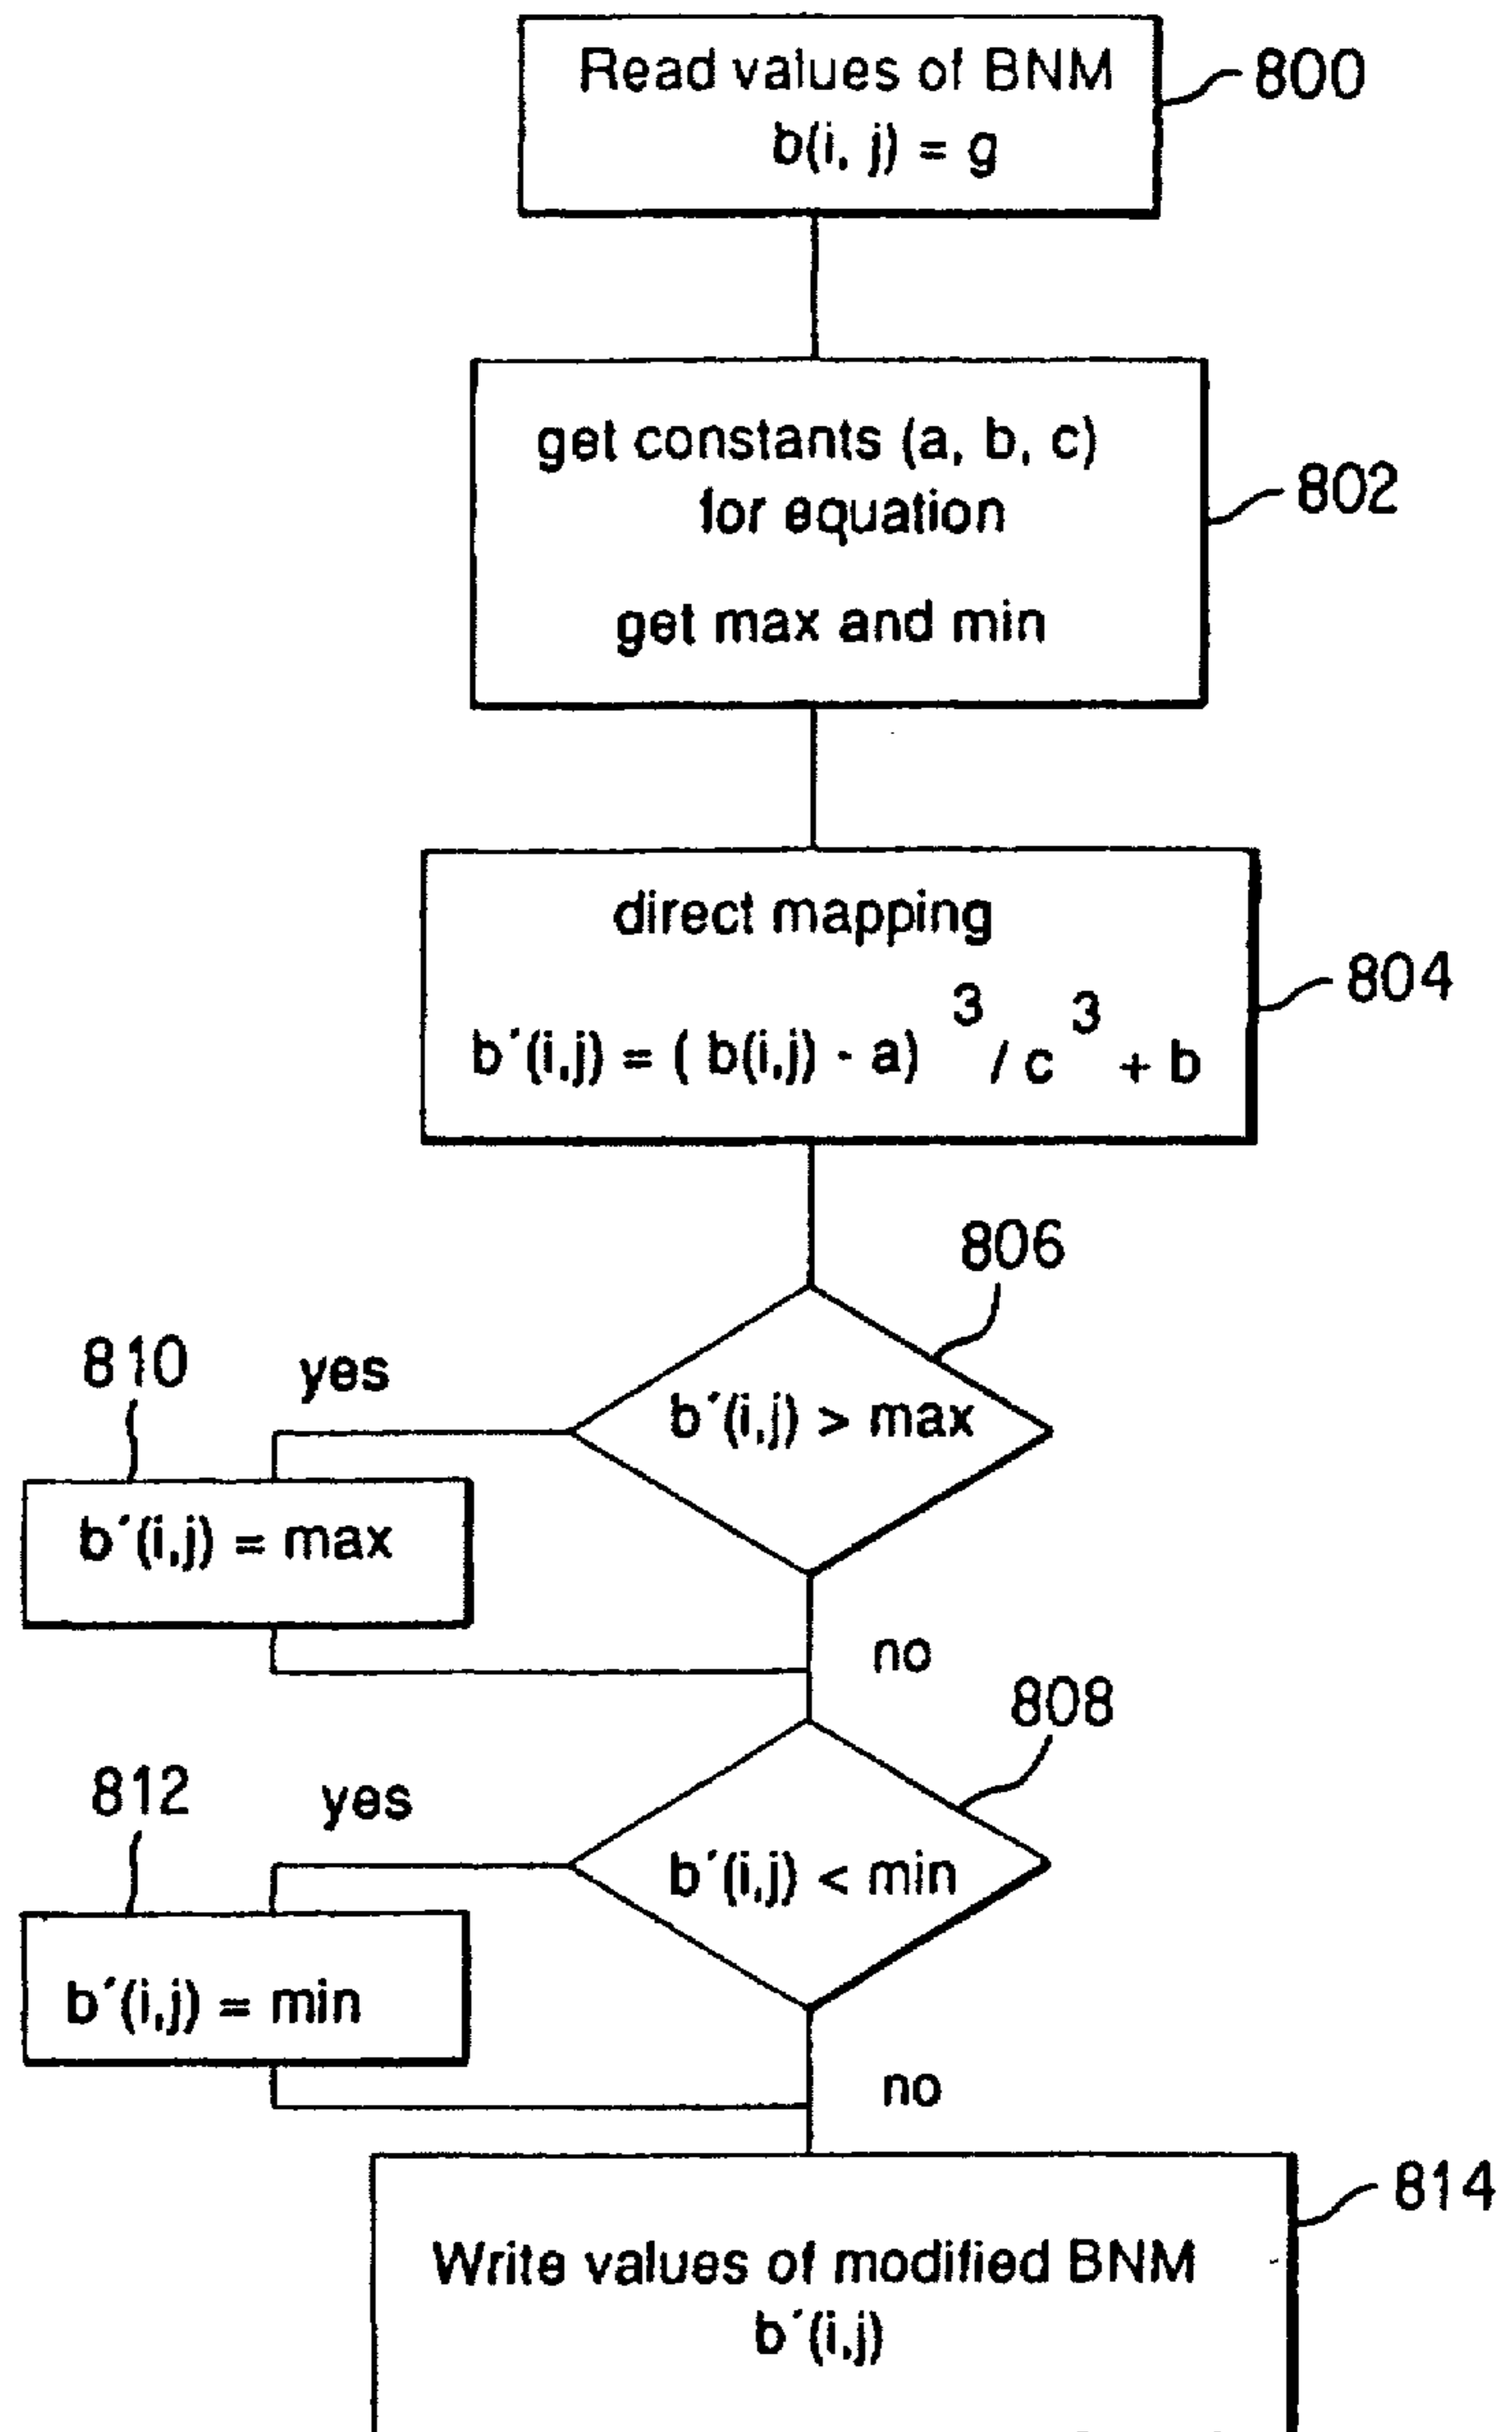 Read values of BNM
b(i, j) = g
800
get constants (a, b, c)
for equation
get max and min
802
direct mapping
b´(i,j) = ( b(i,j) - a) ³ / c ³ + b
804
806
b´(i,j) > max
yes
810
b´(i,j) = max
no
808
b´(i,j) < min
yes
812
b´(i,j) = min
no
814
Write values of modified BNM
b´(i,j)